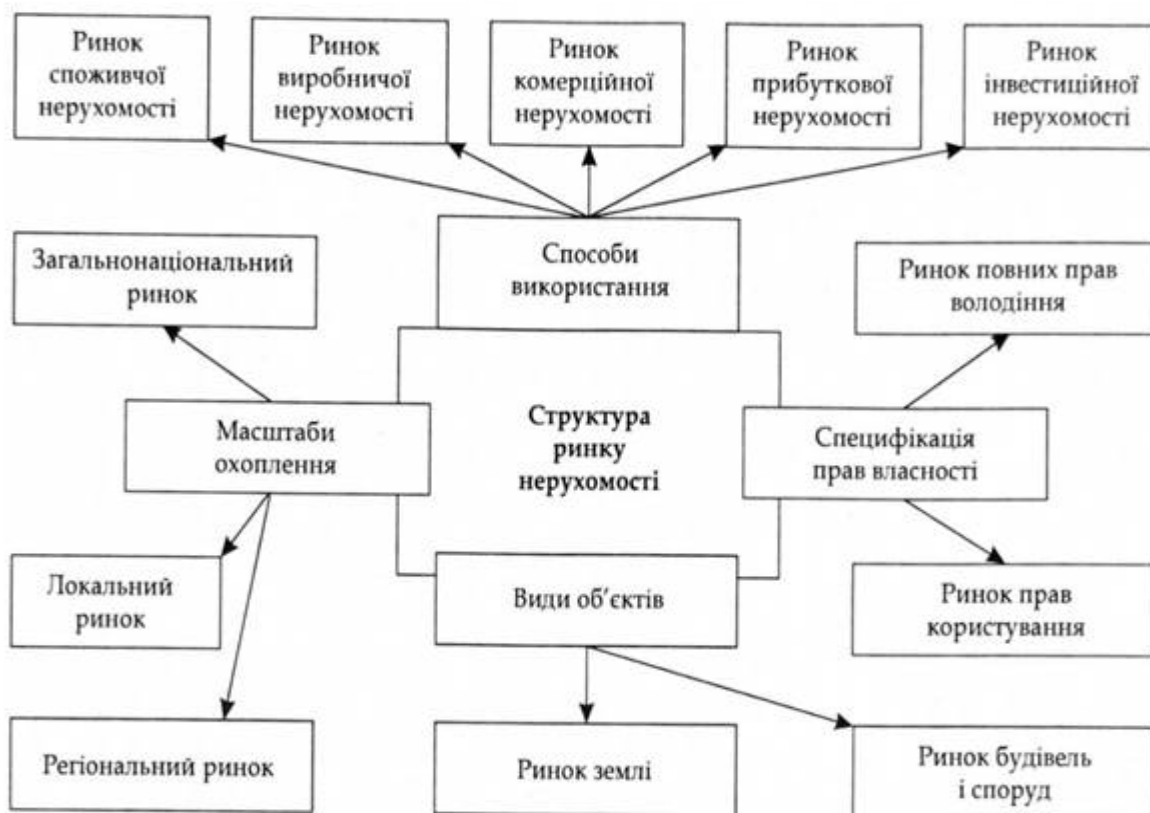 Ринок
споживчої
нерухомості
Ринок
виробничої
нерухомості
Ринок
комерційної
нерухомості
Ринок
прибуткової
нерухомості
Ринок
інвестиційної
нерухомості
Способи
використання
Загальнонаціональний
ринок
Ринок повних прав
володіння
Масштаби
охоплення
Структура
ринку
нерухомості
Специфікація
прав власності
Локальний
ринок
Види об’єктів
Ринок прав
користування
Регіональний ринок
Ринок землі
Ринок будівель
і споруд